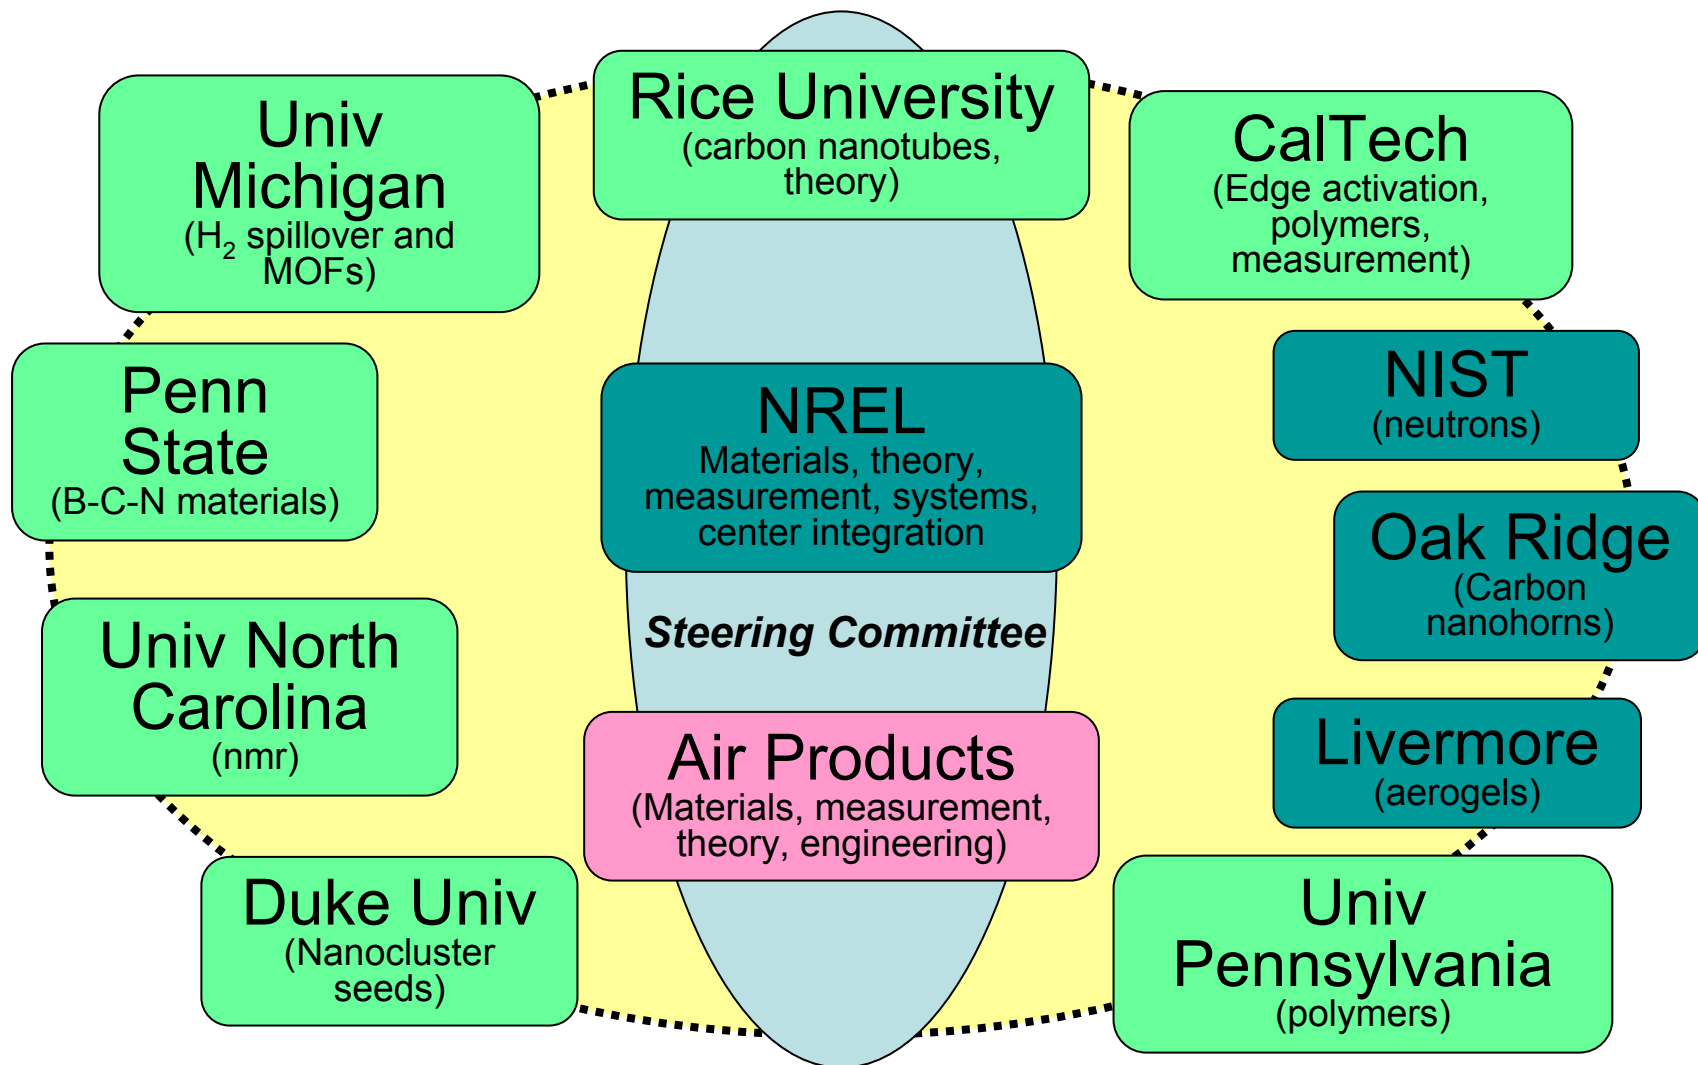 Univ
Michigan
(H₂ spillover and
MOFs)
Rice University
(carbon nanotubes,
theory)
CalTech
(Edge activation,
polymers,
measurement)
Penn
State
(B-C-N materials)
NREL
Materials, theory,
measurement, systems,
center integration
NIST
(neutrons)
Oak Ridge
(Carbon
nanohorns)
Univ North
Carolina
(nmr)
Steering Committee
Air Products
(Materials, measurement,
theory, engineering)
Livermore
(aerogels)
Duke Univ
(Nanocluster
seeds)
Univ
Pennsylvania
(polymers)